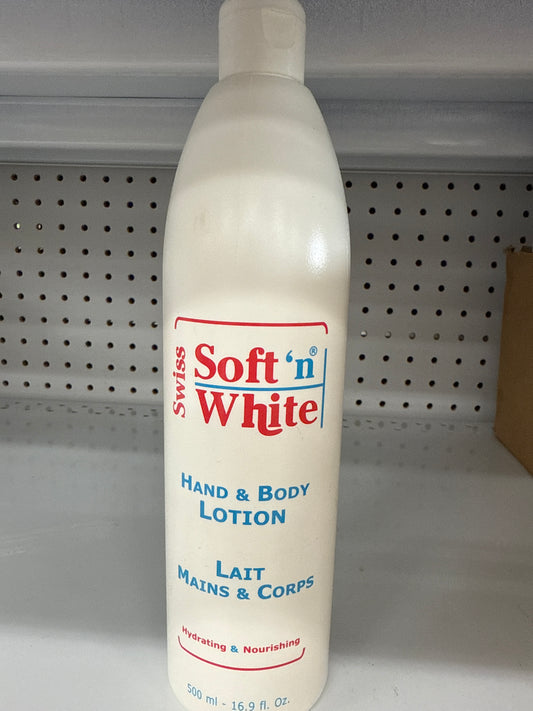 Swiss
Soft 'n®
White
HAND & BODY
LOTION
LAIT
MAINS & CORPS
Hydrating & Nourishing
500 ml - 16.9 fl. Oz.